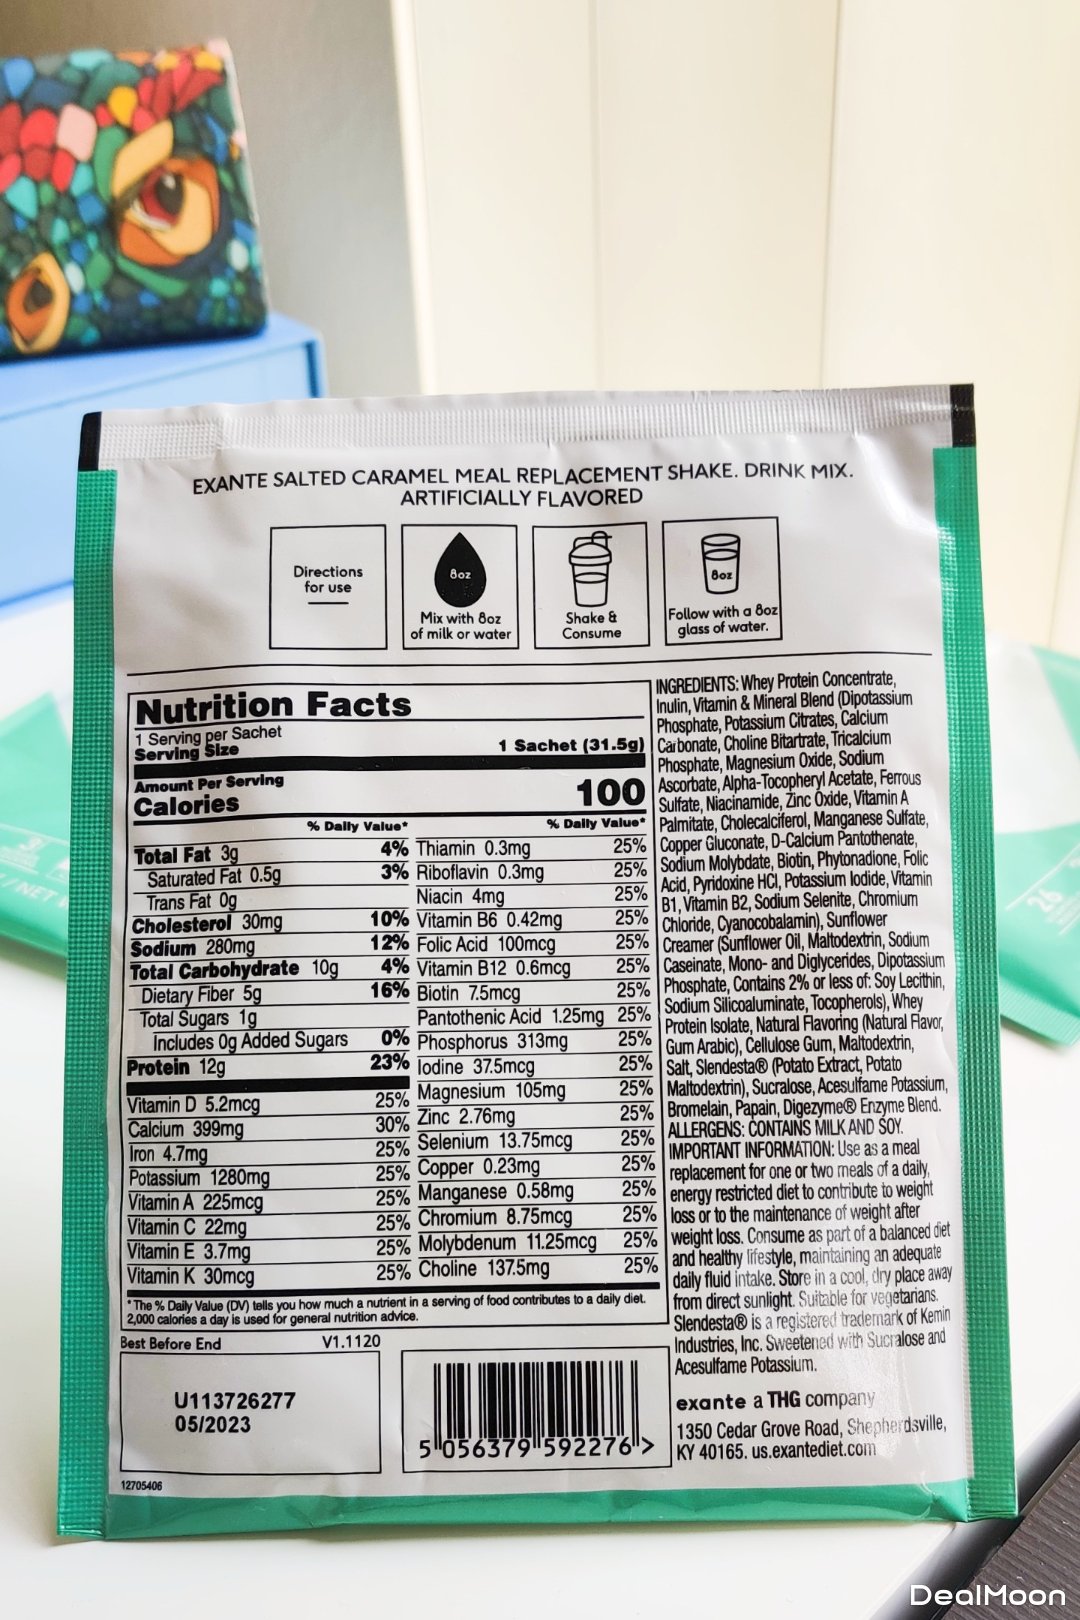 EXANTE SALTED CARAMEL MEAL REPLACEMENT SHAKE. DRINK MIX.
ARTIFICIALLY FLAVORED
Directions
for use
8oz
Mix with 8oz
of milk or water
Shake &
Consume
8oz
Follow with a 8oz
glass of water.
Nutrition Facts
1 Serving per Sachet
Serving Size 1 Sachet (31.5g)
Amount Per Serving
Calories 100
% Daily Value*
Total Fat 3g 4%
Saturated Fat 0.5g 3%
Trans Fat 0g
Cholesterol 30mg 10%
Sodium 280mg 12%
Total Carbohydrate 10g 4%
Dietary Fiber 5g 16%
Total Sugars 1g
Includes 0g Added Sugars 0%
Protein 12g 23%
Vitamin D 5.2mcg 25%
Calcium 399mg 30%
Iron 4.7mg 25%
Potassium 1280mg 25%
Vitamin A 225mcg 25%
Vitamin C 22mg 25%
Vitamin E 3.7mg 25%
Vitamin K 30mcg 25%
% Daily Value*
Thiamin 0.3mg 25%
Riboflavin 0.3mg 25%
Niacin 4mg 25%
Vitamin B6 0.42mg 25%
Folic Acid 100mcg 25%
Vitamin B12 0.6mcg 25%
Biotin 7.5mcg 25%
Pantothenic Acid 1.25mg 25%
Phosphorus 313mg 25%
Iodine 37.5mcg 25%
Magnesium 105mg 25%
Zinc 2.76mg 25%
Selenium 13.75mcg 25%
Copper 0.23mg 25%
Manganese 0.58mg 25%
Chromium 8.75mcg 25%
Molybdenum 11.25mcg 25%
Choline 137.5mg 25%
* The % Daily Value (DV) tells you how much a nutrient in a serving of food contributes to a daily diet.
2,000 calories a day is used for general nutrition advice.
INGREDIENTS: Whey Protein Concentrate,
Inulin, Vitamin & Mineral Blend (Dipotassium
Phosphate, Potassium Citrates, Calcium
Carbonate, Choline Bitartrate, Tricalcium
Phosphate, Magnesium Oxide, Sodium
Ascorbate, Alpha-Tocopheryl Acetate, Ferrous
Sulfate, Niacinamide, Zinc Oxide, Vitamin A
Palmitate, Cholecalciferol, Manganese Sulfate,
Copper Gluconate, D-Calcium Pantothenate,
Sodium Molybdate, Biotin, Phytonadione, Folic
Acid, Pyridoxine HCl, Potassium Iodide, Vitamin
B1, Vitamin B2, Sodium Selenite, Chromium
Chloride, Cyanocobalamin), Sunflower
Creamer (Sunflower Oil, Maltodextrin, Sodium
Caseinate, Mono- and Diglycerides, Dipotassium
Phosphate, Contains 2% or less of: Soy Lecithin,
Sodium Silicoaluminate, Tocopherols), Whey
Protein Isolate, Natural Flavoring (Natural Flavor,
Gum Arabic), Cellulose Gum, Maltodextrin,
Salt, Slendesta® (Potato Extract, Potato
Maltodextrin), Sucralose, Acesulfame Potassium,
Bromelain, Papain, Digezyme® Enzyme Blend.
ALLERGENS: CONTAINS MILK AND SOY.
IMPORTANT INFORMATION: Use as a meal
replacement for one or two meals of a daily,
energy restricted diet to contribute to weight
loss or to the maintenance of weight after
weight loss. Consume as part of a balanced diet
and healthy lifestyle, maintaining an adequate
daily fluid intake. Store in a cool, dry place away
from direct sunlight. Suitable for vegetarians.
Slendesta® is a registered trademark of Kemin
Industries, Inc. Sweetened with Sucralose and
Acesulfame Potassium.
exante a THG company
1350 Cedar Grove Road, Shepherdsville,
KY 40165. us.exantediet.com
Best Before End V1.1120
U113726277
05/2023
5 056379 592276 >
12705406
26
DealMoon